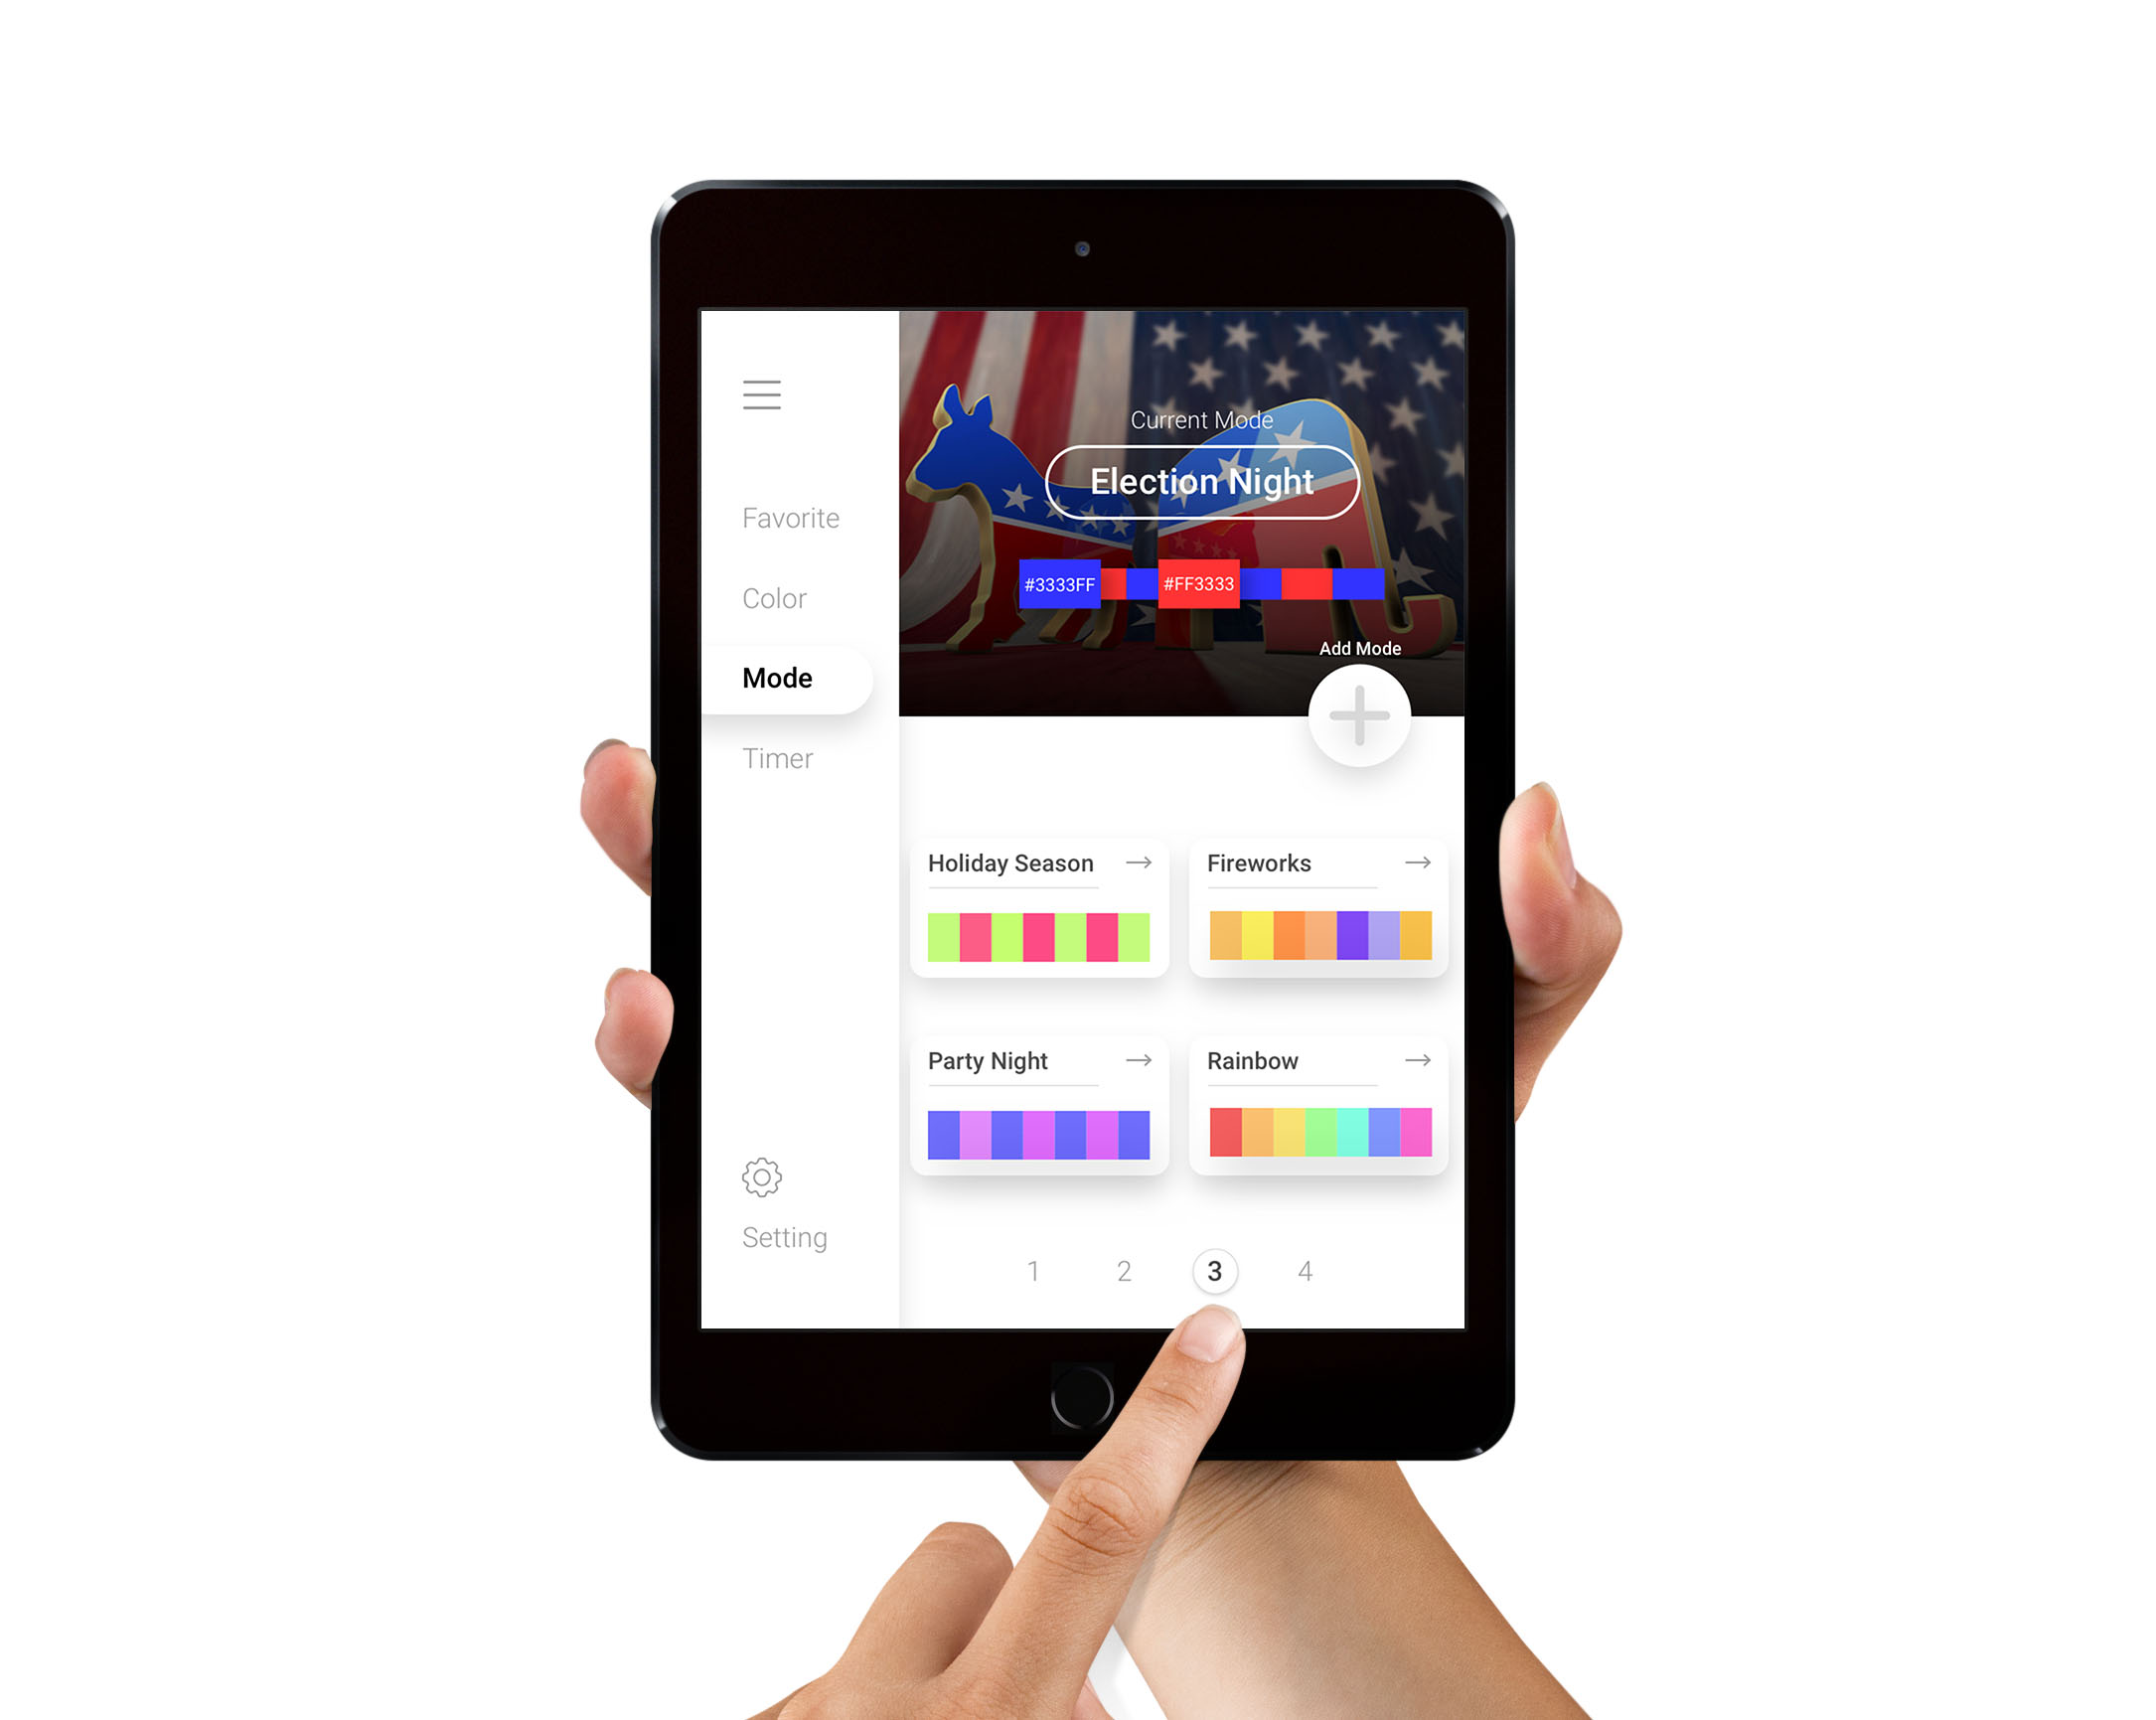 Favorite
Color
Mode
Timer
Setting
Current Mode
Election Night
#3333FF
#FF3333
Add Mode
Holiday Season
Fireworks
Party Night
Rainbow
1 2 3 4